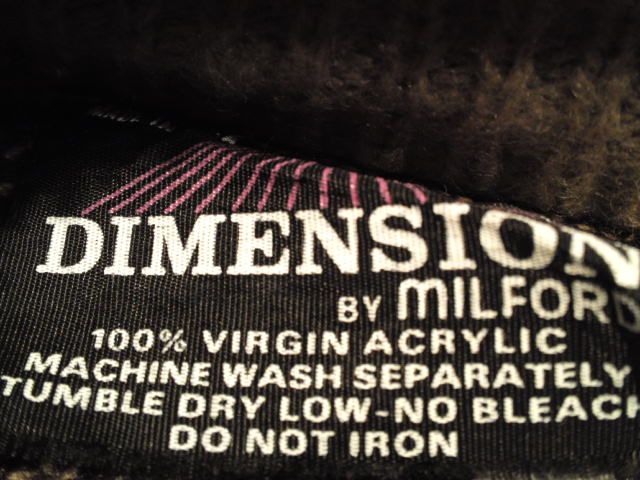 DIMENSION
BY MILFORD
100% VIRGIN ACRYLIC
MACHINE WASH SEPARATELY
TUMBLE DRY LOW-NO BLEACH
DO NOT IRON